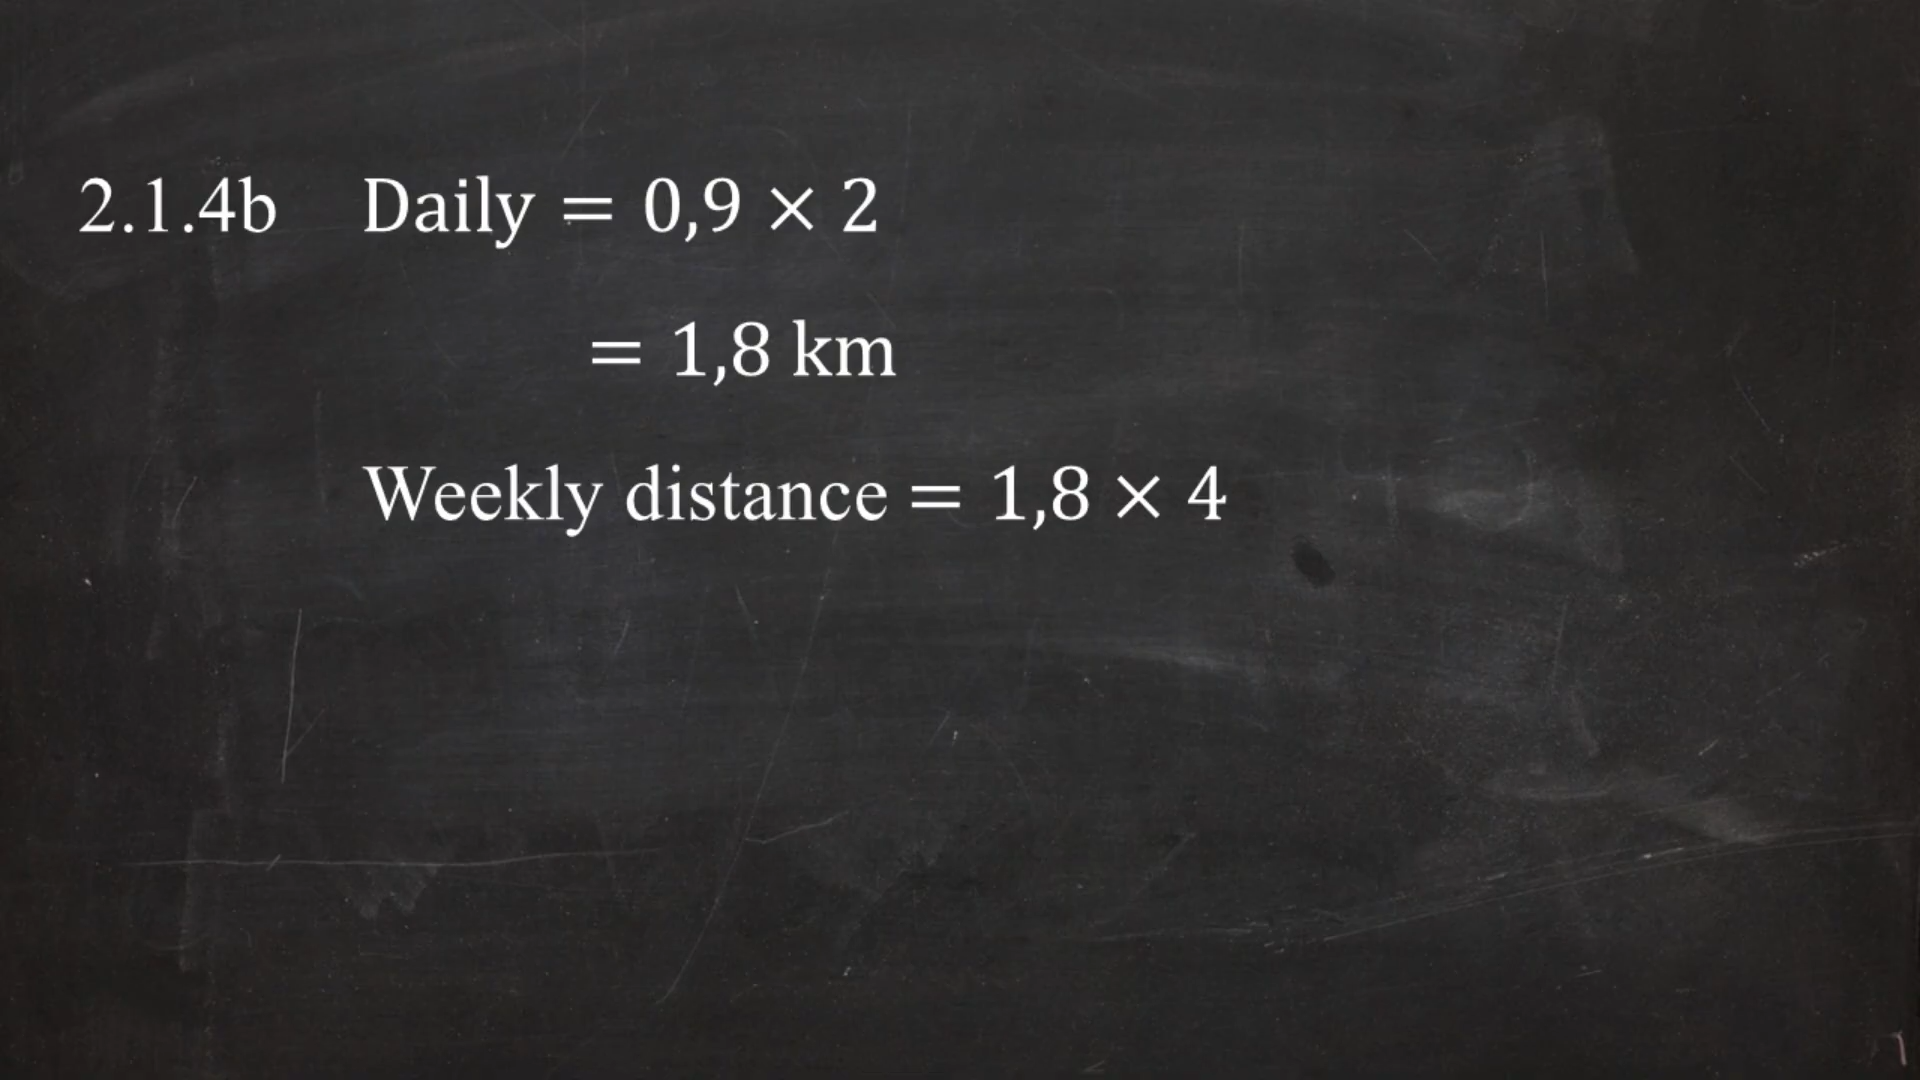 2.1.4b Daily = 0,9 × 2
= 1,8 km
Weekly distance = 1,8 × 4